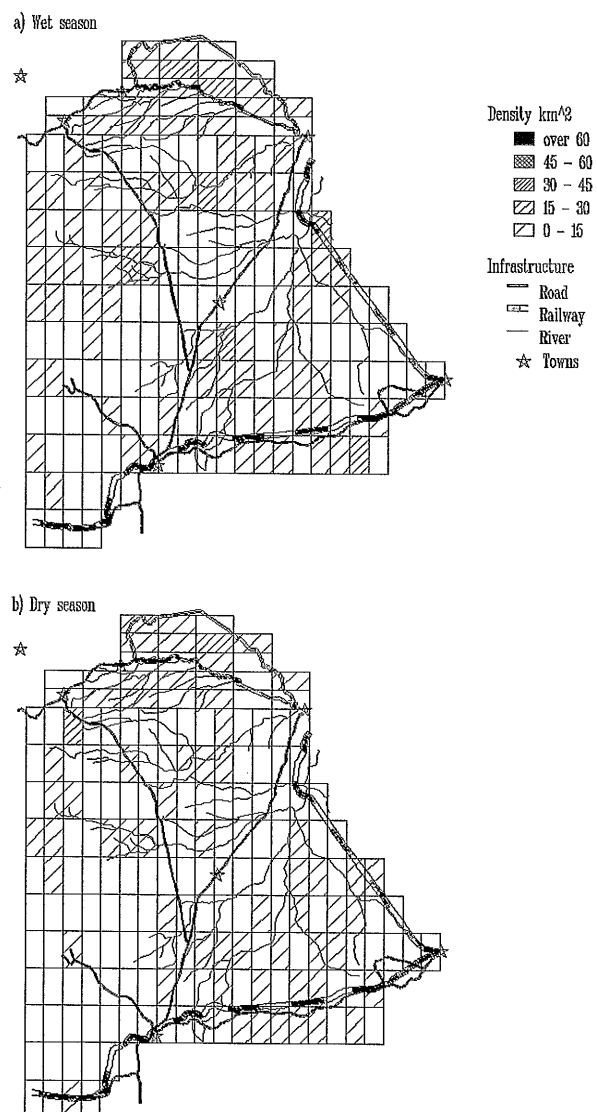 a) Wet season
Density km^2
over 60
45 - 60
30 - 45
15 - 30
0 - 15
Infrastructure
Road
Railway
River
Towns
b) Dry season